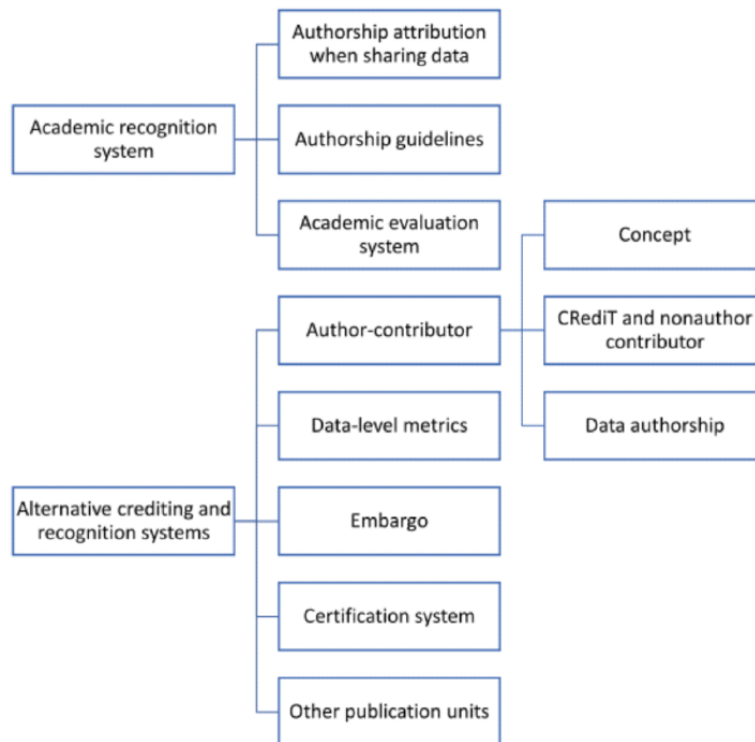 Authorship attribution
when sharing data
Academic recognition
system
Authorship guidelines
Academic evaluation
system
Concept
Author-contributor
CRediT and nonauthor
contributor
Data-level metrics
Data authorship
Alternative crediting and
recognition systems
Embargo
Certification system
Other publication units